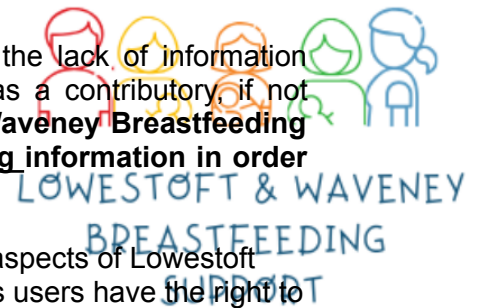 the lack of information
as a contributory, if not
Waveney Breastfeeding
g information in order
LOWESTOFT & WAVENEY
BREASTFEEDING
SUPPORT
aspects of Lowestoft
s users have the right to